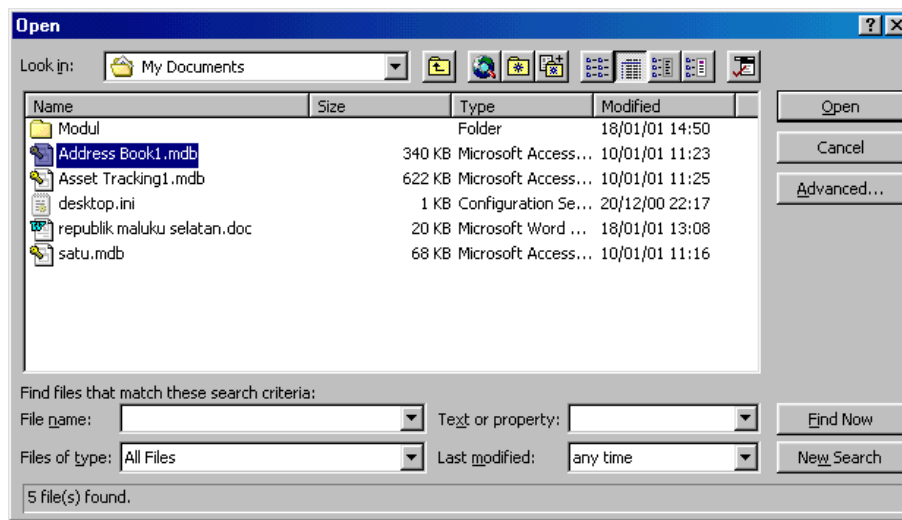 Open
Look in: My Documents
Name Size Type Modified
Modul Folder 18/01/01 14:50
Address Book1.mdb 340 KB Microsoft Access... 10/01/01 11:23
Asset Tracking1.mdb 622 KB Microsoft Access... 10/01/01 11:25
desktop.ini 1 KB Configuration Se... 20/12/00 22:17
republik maluku selatan.doc 20 KB Microsoft Word ... 18/01/01 13:08
satu.mdb 68 KB Microsoft Access... 10/01/01 11:16
Open
Cancel
Advanced...
Find files that match these search criteria:
File name: Text or property: Find Now
Files of type: All Files Last modified: any time New Search
5 file(s) found.